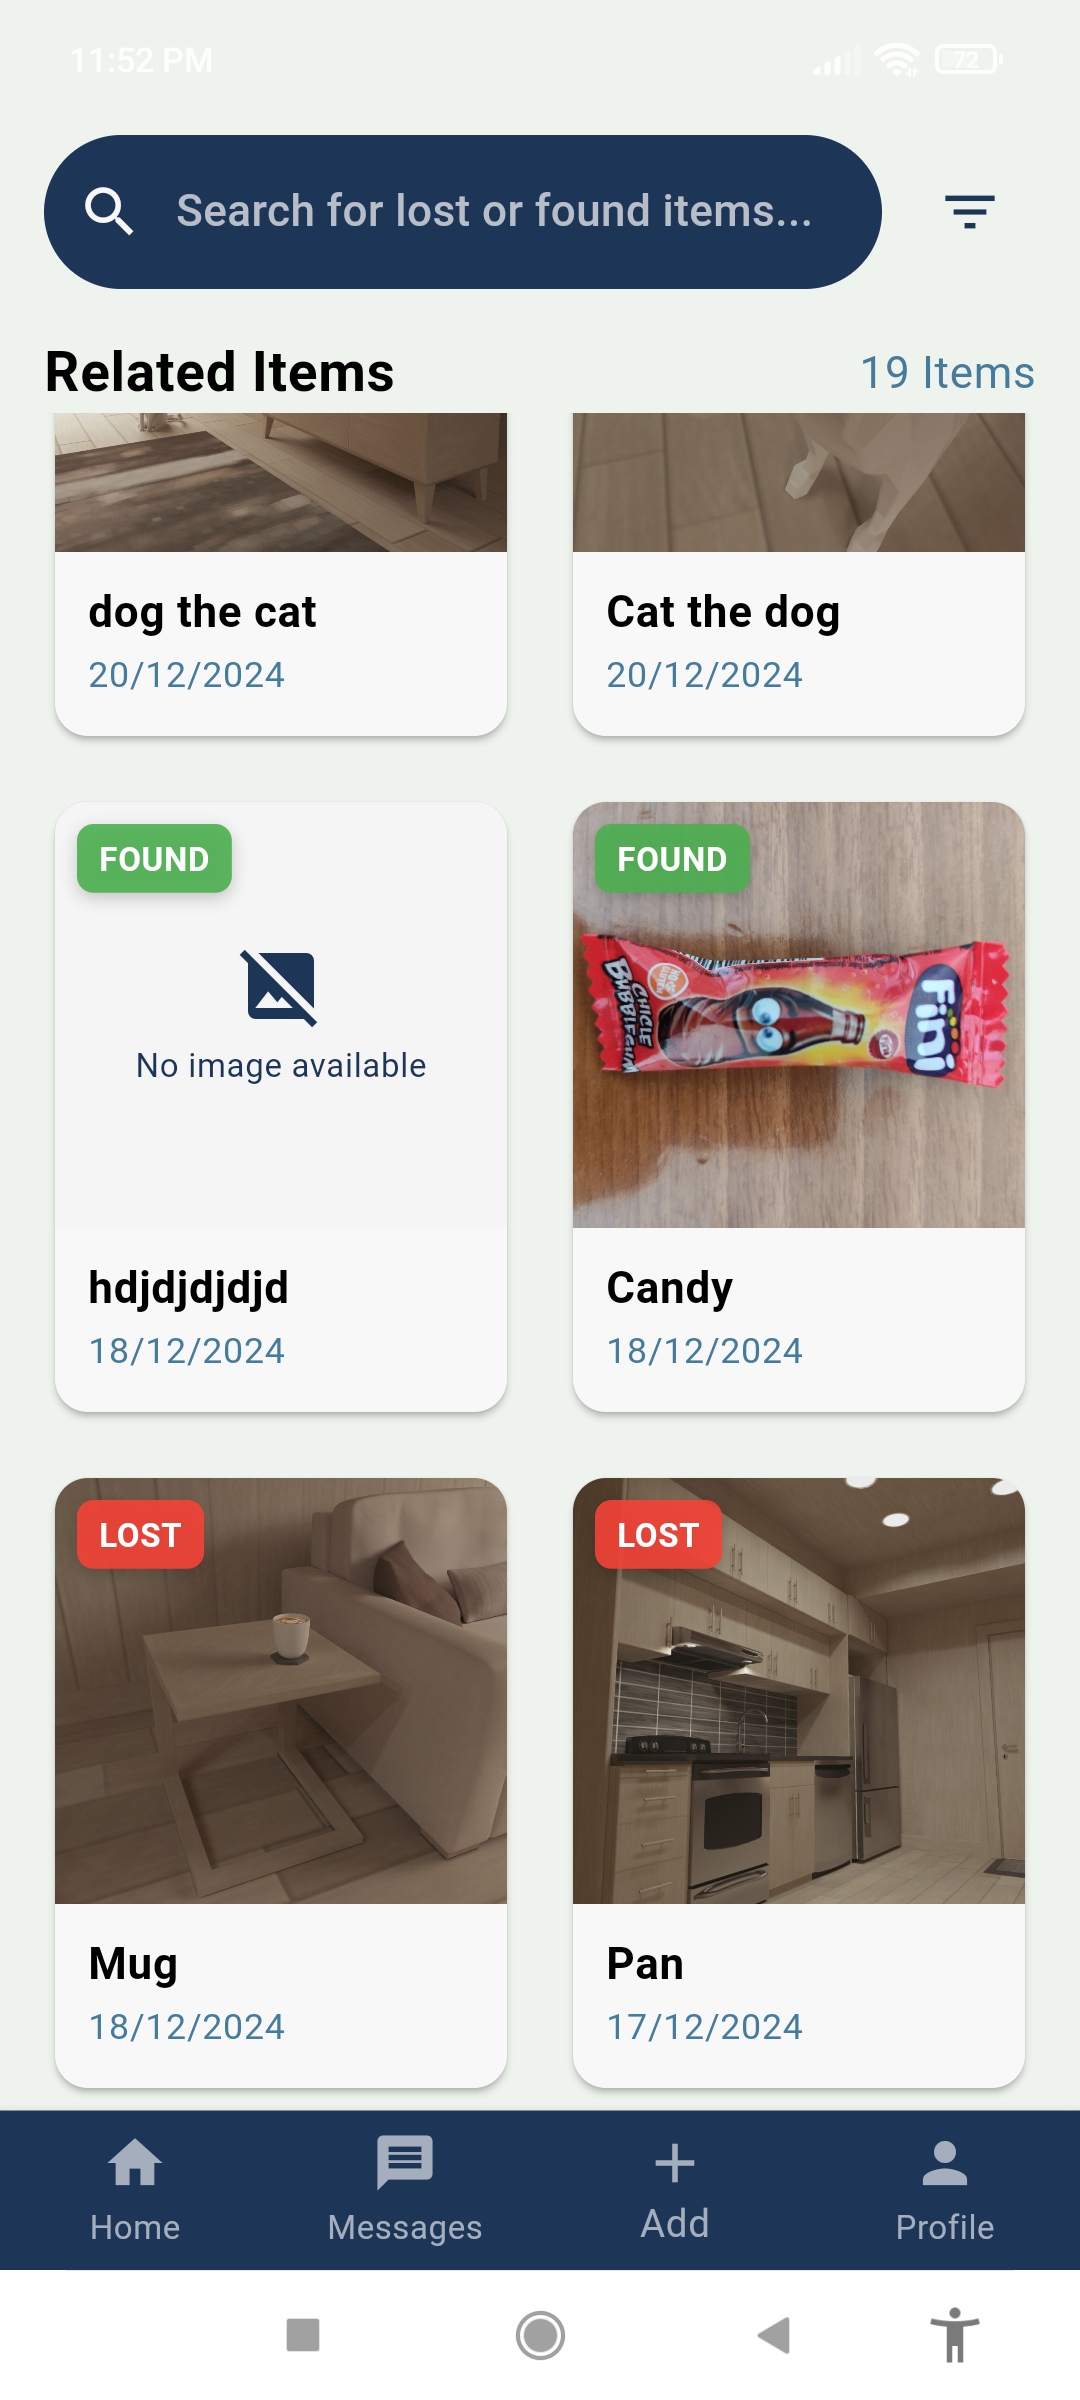 11:52 PM
72
Search for lost or found items...
Related Items
19 Items
dog the cat
20/12/2024
Cat the dog
20/12/2024
FOUND
No image available
hdjdjdjdjd
18/12/2024
FOUND
CHICLE
BUBBLEGUM
Fini
Candy
18/12/2024
LOST
Mug
18/12/2024
LOST
Pan
17/12/2024
Home
Messages
Add
Profile